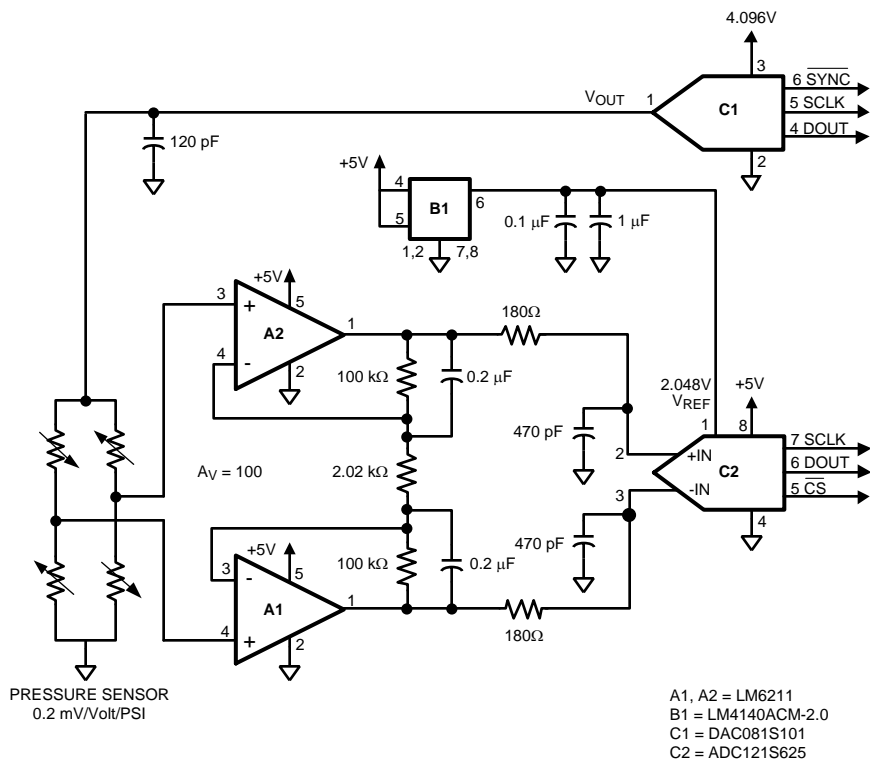 4.096V
3
6 SYNC
VOUT
1
C1
5 SCLK
4 DOUT
2
120 pF
+5V
4
5
B1
6
0.1 μF
1 μF
1,2
7,8
+5V
3
+
5
A2
1
4
-
2
180Ω
100 kΩ
0.2 μF
2.048V
VREF
+5V
1
8
470 pF
2
+IN
7 SCLK
AV = 100
2.02 kΩ
C2
6 DOUT
3
-IN
5 CS
4
470 pF
+5V
3
-
5
100 kΩ
0.2 μF
A1
1
4
+
2
180Ω
PRESSURE SENSOR
0.2 mV/Volt/PSI
A1, A2 = LM6211
B1 = LM4140ACM-2.0
C1 = DAC081S101
C2 = ADC121S625